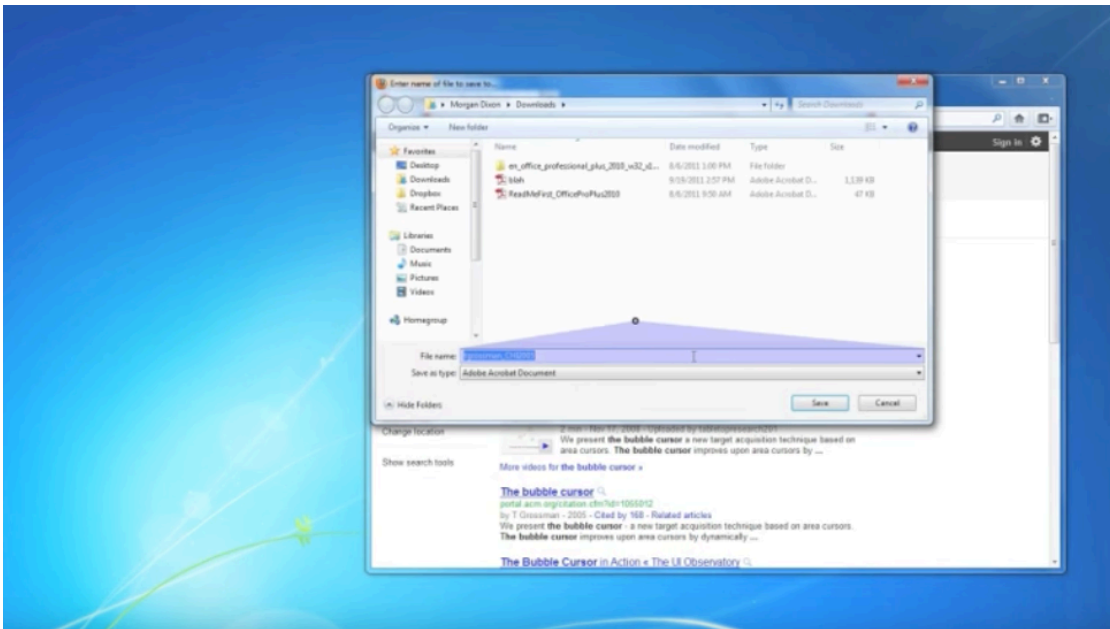 Enter name of file to save to...
Morgan Dixon ▸ Downloads ▸
Search Downloads
Organize
New folder
Sign in
Name
Date modified
Type
Size
Favorites
Desktop
Downloads
Dropbox
Recent Places
Libraries
Documents
Music
Pictures
Videos
Homegroup
8/6/2011 1:00 PM
File folder
blah
9/19/2011 2:57 PM
Adobe Acrobat D...
1,139 KB
ReadMeFirst_OfficeProPlus2010
8/6/2011 9:50 AM
Adobe Acrobat D...
47 KB
File name:
Save as type:
Adobe Acrobat Document
Hide Folders
Save
Cancel
Change location
Show search tools
2 min - Nov 17, 2008 - Uploaded by
We present the bubble cursor a new target acquisition technique based on
area cursors. The bubble cursor improves upon area cursors by ...
More videos for the bubble cursor »
The bubble cursor
portal.acm.org/citation.cfm?id=1055012
by T Grossman - 2005 - Cited by 168 - Related articles
We present the bubble cursor - a new target acquisition technique based on area cursors.
The bubble cursor improves upon area cursors by dynamically ...
The Bubble Cursor in Action « The UI Observatory